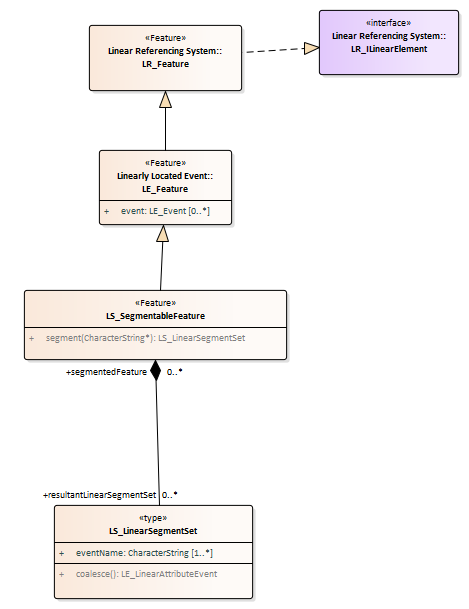 «Feature»
Linear Referencing System::
LR_Feature
«interface»
Linear Referencing System::
LR_ILinearElement
«Feature»
Linearly Located Event::
LE_Feature
+ event: LE_Event [0..*]
«Feature»
LS_SegmentableFeature
+ segment(CharacterString*): LS_LinearSegmentSet
+segmentedFeature 0..*
+resultantLinearSegmentSet 0..*
«type»
LS_LinearSegmentSet
+ eventName: CharacterString [1..*]
+ coalesce(): LE_LinearAttributeEvent